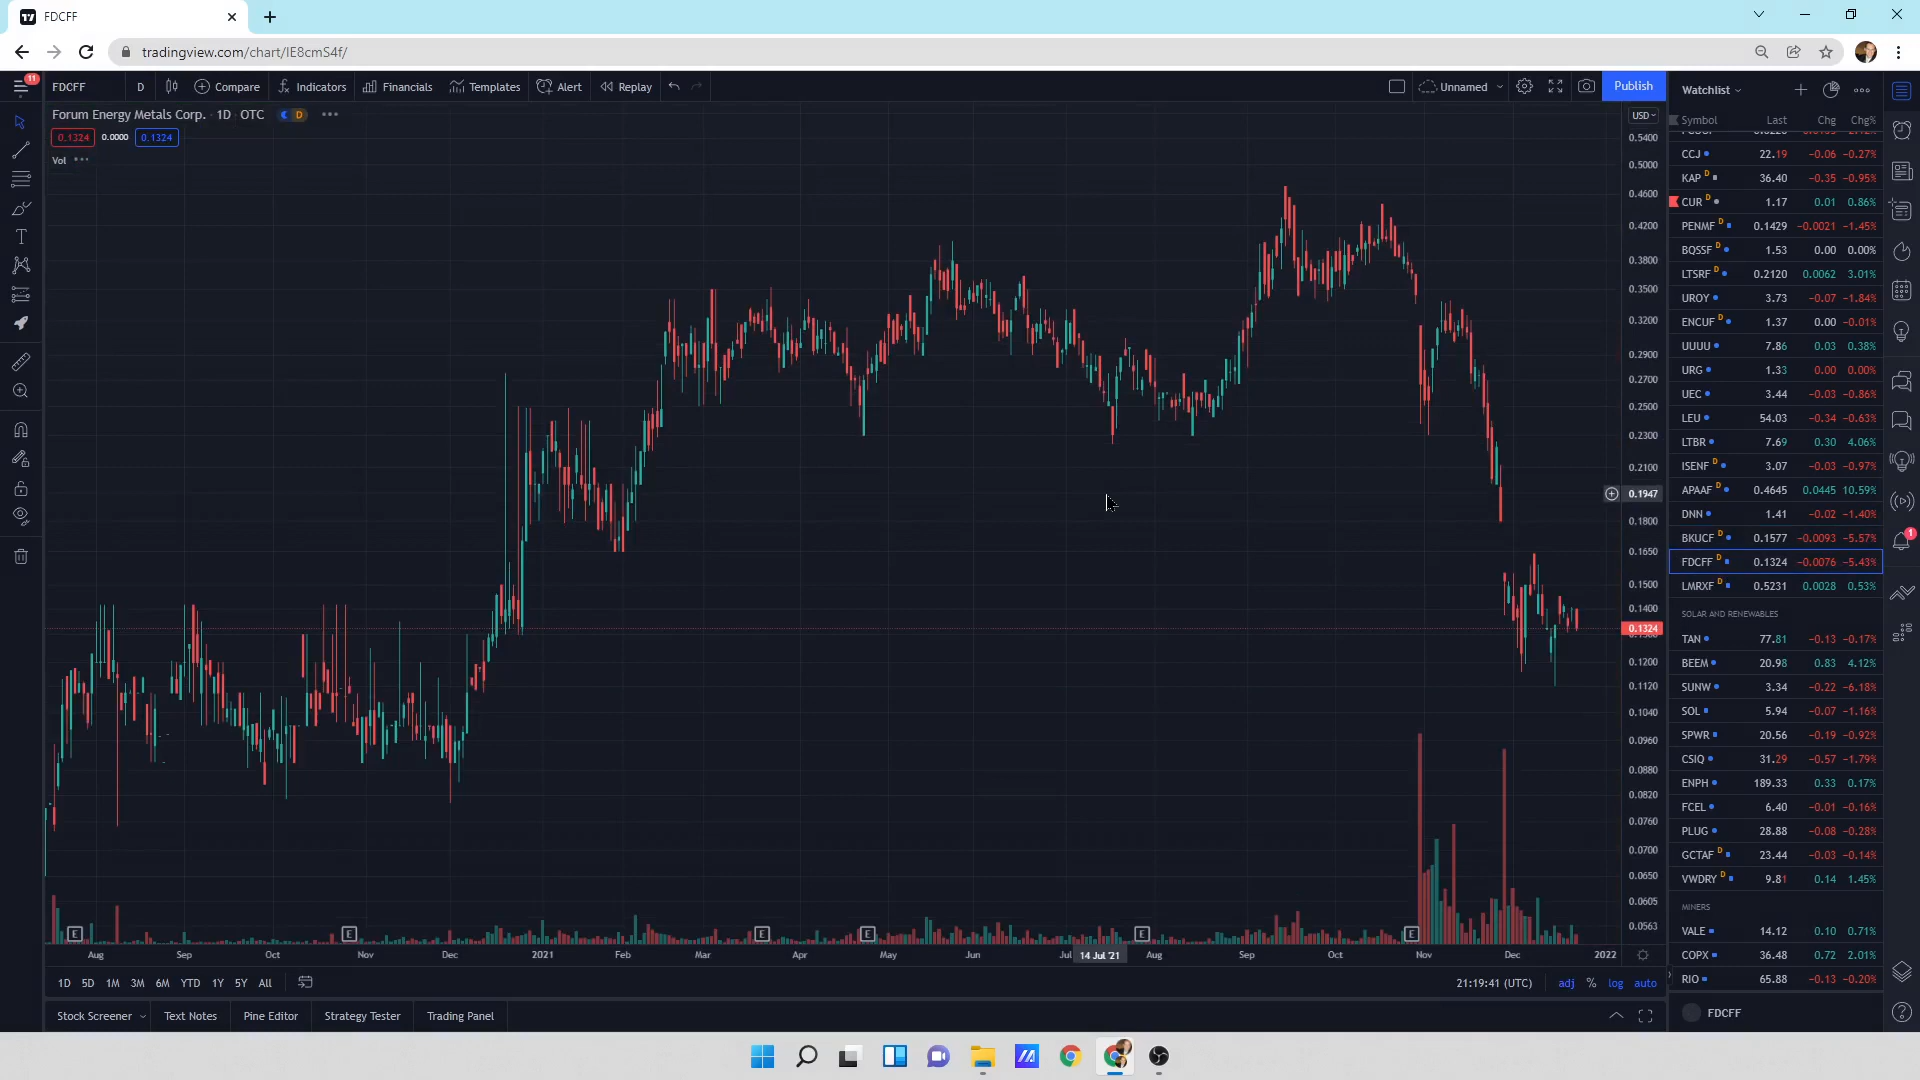 FDCFF
tradingview.com/chart/IE8cmS4f/
11
FDCFF D Compare Indicators Financials Templates Alert Replay Unnamed Publish
Forum Energy Metals Corp. · 1D · OTC D
0.1324 0.0000 0.1324
Vol
USD
0.5400
0.5000
0.4600
0.4200
0.3800
0.3500
0.3200
0.2900
0.2700
0.2500
0.2300
0.2100
0.1947
0.1800
0.1650
0.1500
0.1400
0.1324
0.1200
0.1120
0.1040
0.0960
0.0880
0.0820
0.0760
0.0700
0.0650
0.0605
0.0563
E E E E E E
Aug Sep Oct Nov Dec 2021 Feb Mar Apr May Jun Jul 14 Jul '21 Aug Sep Oct Nov Dec 2022
1D 5D 1M 3M 6M YTD 1Y 5Y All 21:19:41 (UTC) adj % log auto
Stock Screener Text Notes Pine Editor Strategy Tester Trading Panel
Watchlist
Symbol Last Chg Chg%
CCJ 22.19 −0.06 −0.27%
KAP D 36.40 −0.35 −0.95%
CUR D 1.17 0.01 0.86%
PENMF D 0.1429 −0.0021 −1.45%
BQSSF D 1.53 0.00 0.00%
LTSRF D 0.2120 0.0062 3.01%
UROY 3.73 −0.07 −1.84%
ENCUF D 1.37 0.00 −0.01%
UUUU 7.86 0.03 0.38%
URG 1.33 0.00 0.00%
UEC 3.44 −0.03 −0.86%
LEU 54.03 −0.34 −0.63%
LTBR 7.69 0.30 4.06%
ISENF D 3.07 −0.03 −0.97%
APAAF D 0.4645 0.0445 10.59%
DNN 1.41 −0.02 −1.40%
BKUCF D 0.1577 −0.0093 −5.57%
FDCFF D 0.1324 −0.0076 −5.43%
LMRXF D 0.5231 0.0028 0.53%
SOLAR AND RENEWABLES
TAN 77.81 −0.13 −0.17%
BEEM 20.98 0.83 4.12%
SUNW 3.34 −0.22 −6.18%
SOL 5.94 −0.07 −1.16%
SPWR 20.56 −0.19 −0.92%
CSIQ 31.29 −0.57 −1.79%
ENPH 189.33 0.33 0.17%
FCEL 6.40 −0.01 −0.16%
PLUG 28.88 −0.08 −0.28%
GCTAF D 23.44 −0.03 −0.14%
VWDRY D 9.81 0.14 1.45%
MINERS
VALE 14.12 0.10 0.71%
COPX 36.48 0.72 2.01%
RIO 65.88 −0.13 −0.20%
FDCFF
1